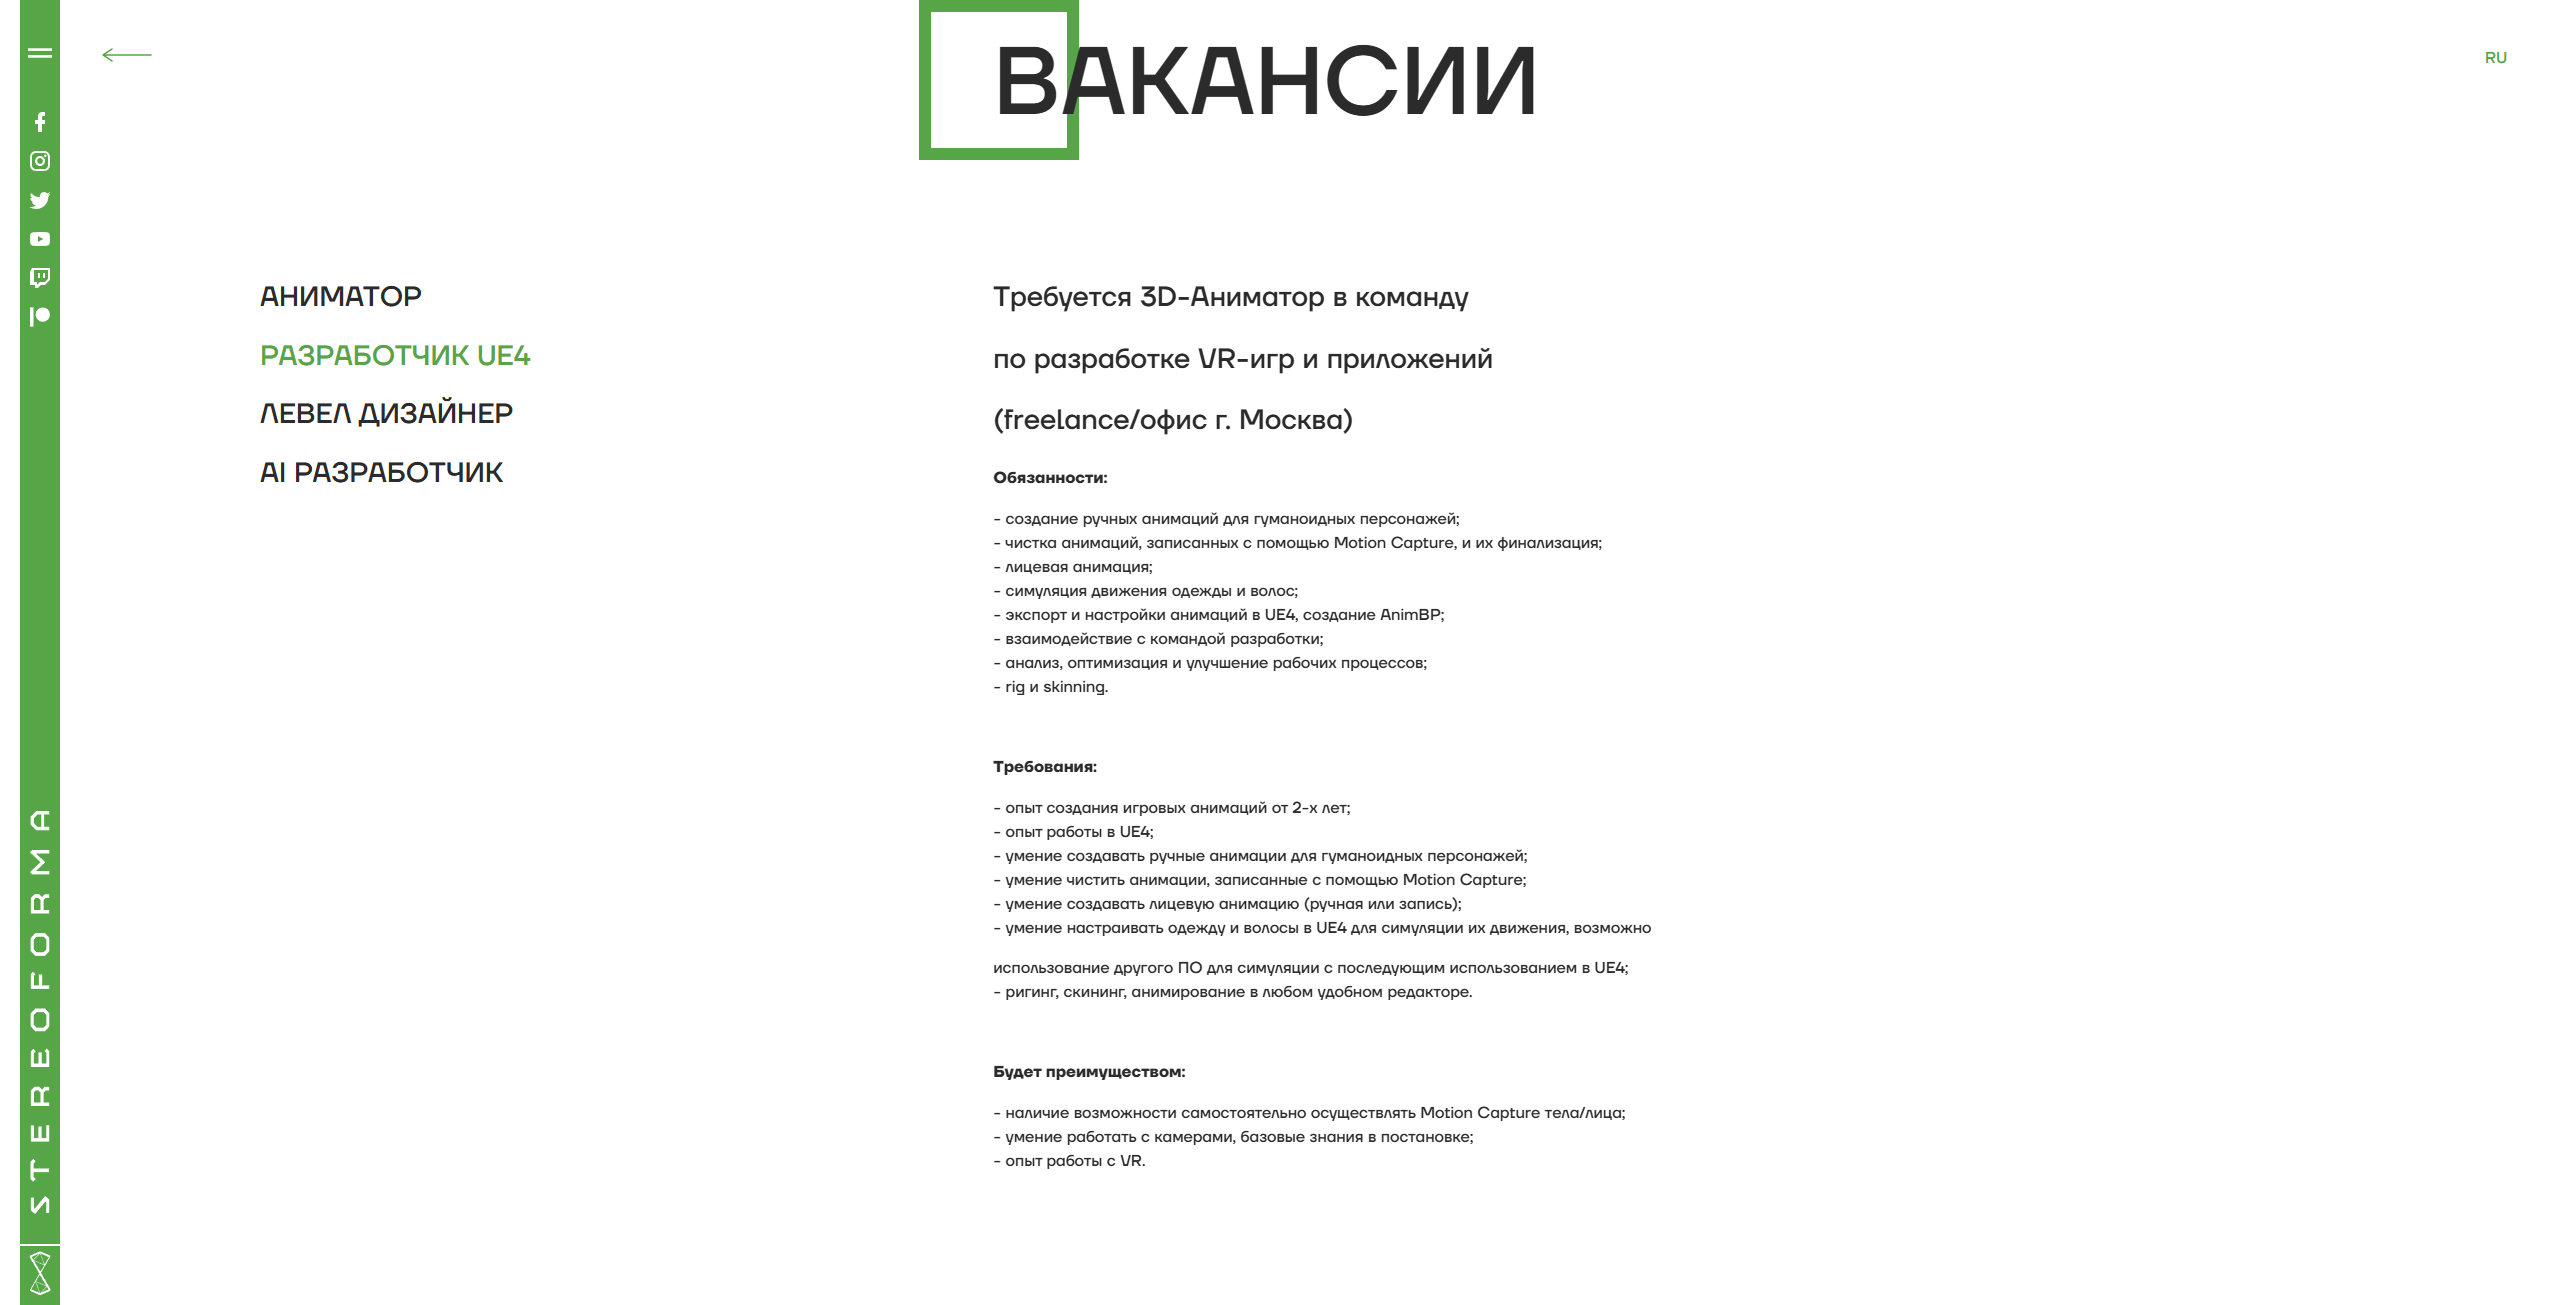 ВАКАНСИИ
RU
АНИМАТОР
РАЗРАБОТЧИК UE4
ЛЕВЕЛ ДИЗАЙНЕР
AI РАЗРАБОТЧИК
Требуется 3D-Аниматор в команду
по разработке VR-игр и приложений
(freelance/офис г. Москва)
Обязанности:
- создание ручных анимаций для гуманоидных персонажей;
- чистка анимаций, записанных с помощью Motion Capture, и их финализация;
- лицевая анимация;
- симуляция движения одежды и волос;
- экспорт и настройки анимаций в UE4, создание AnimBP;
- взаимодействие с командой разработки;
- анализ, оптимизация и улучшение рабочих процессов;
- rig и skinning.
Требования:
- опыт создания игровых анимаций от 2-х лет;
- опыт работы в UE4;
- умение создавать ручные анимации для гуманоидных персонажей;
- умение чистить анимации, записанные с помощью Motion Capture;
- умение создавать лицевую анимацию (ручная или запись);
- умение настраивать одежду и волосы в UE4 для симуляции их движения, возможно
использование другого ПО для симуляции с последующим использованием в UE4;
- ригинг, скининг, анимирование в любом удобном редакторе.
Будет преимуществом:
- наличие возможности самостоятельно осуществлять Motion Capture тела/лица;
- умение работать с камерами, базовые знания в постановке;
- опыт работы с VR.
STEREOFORMA